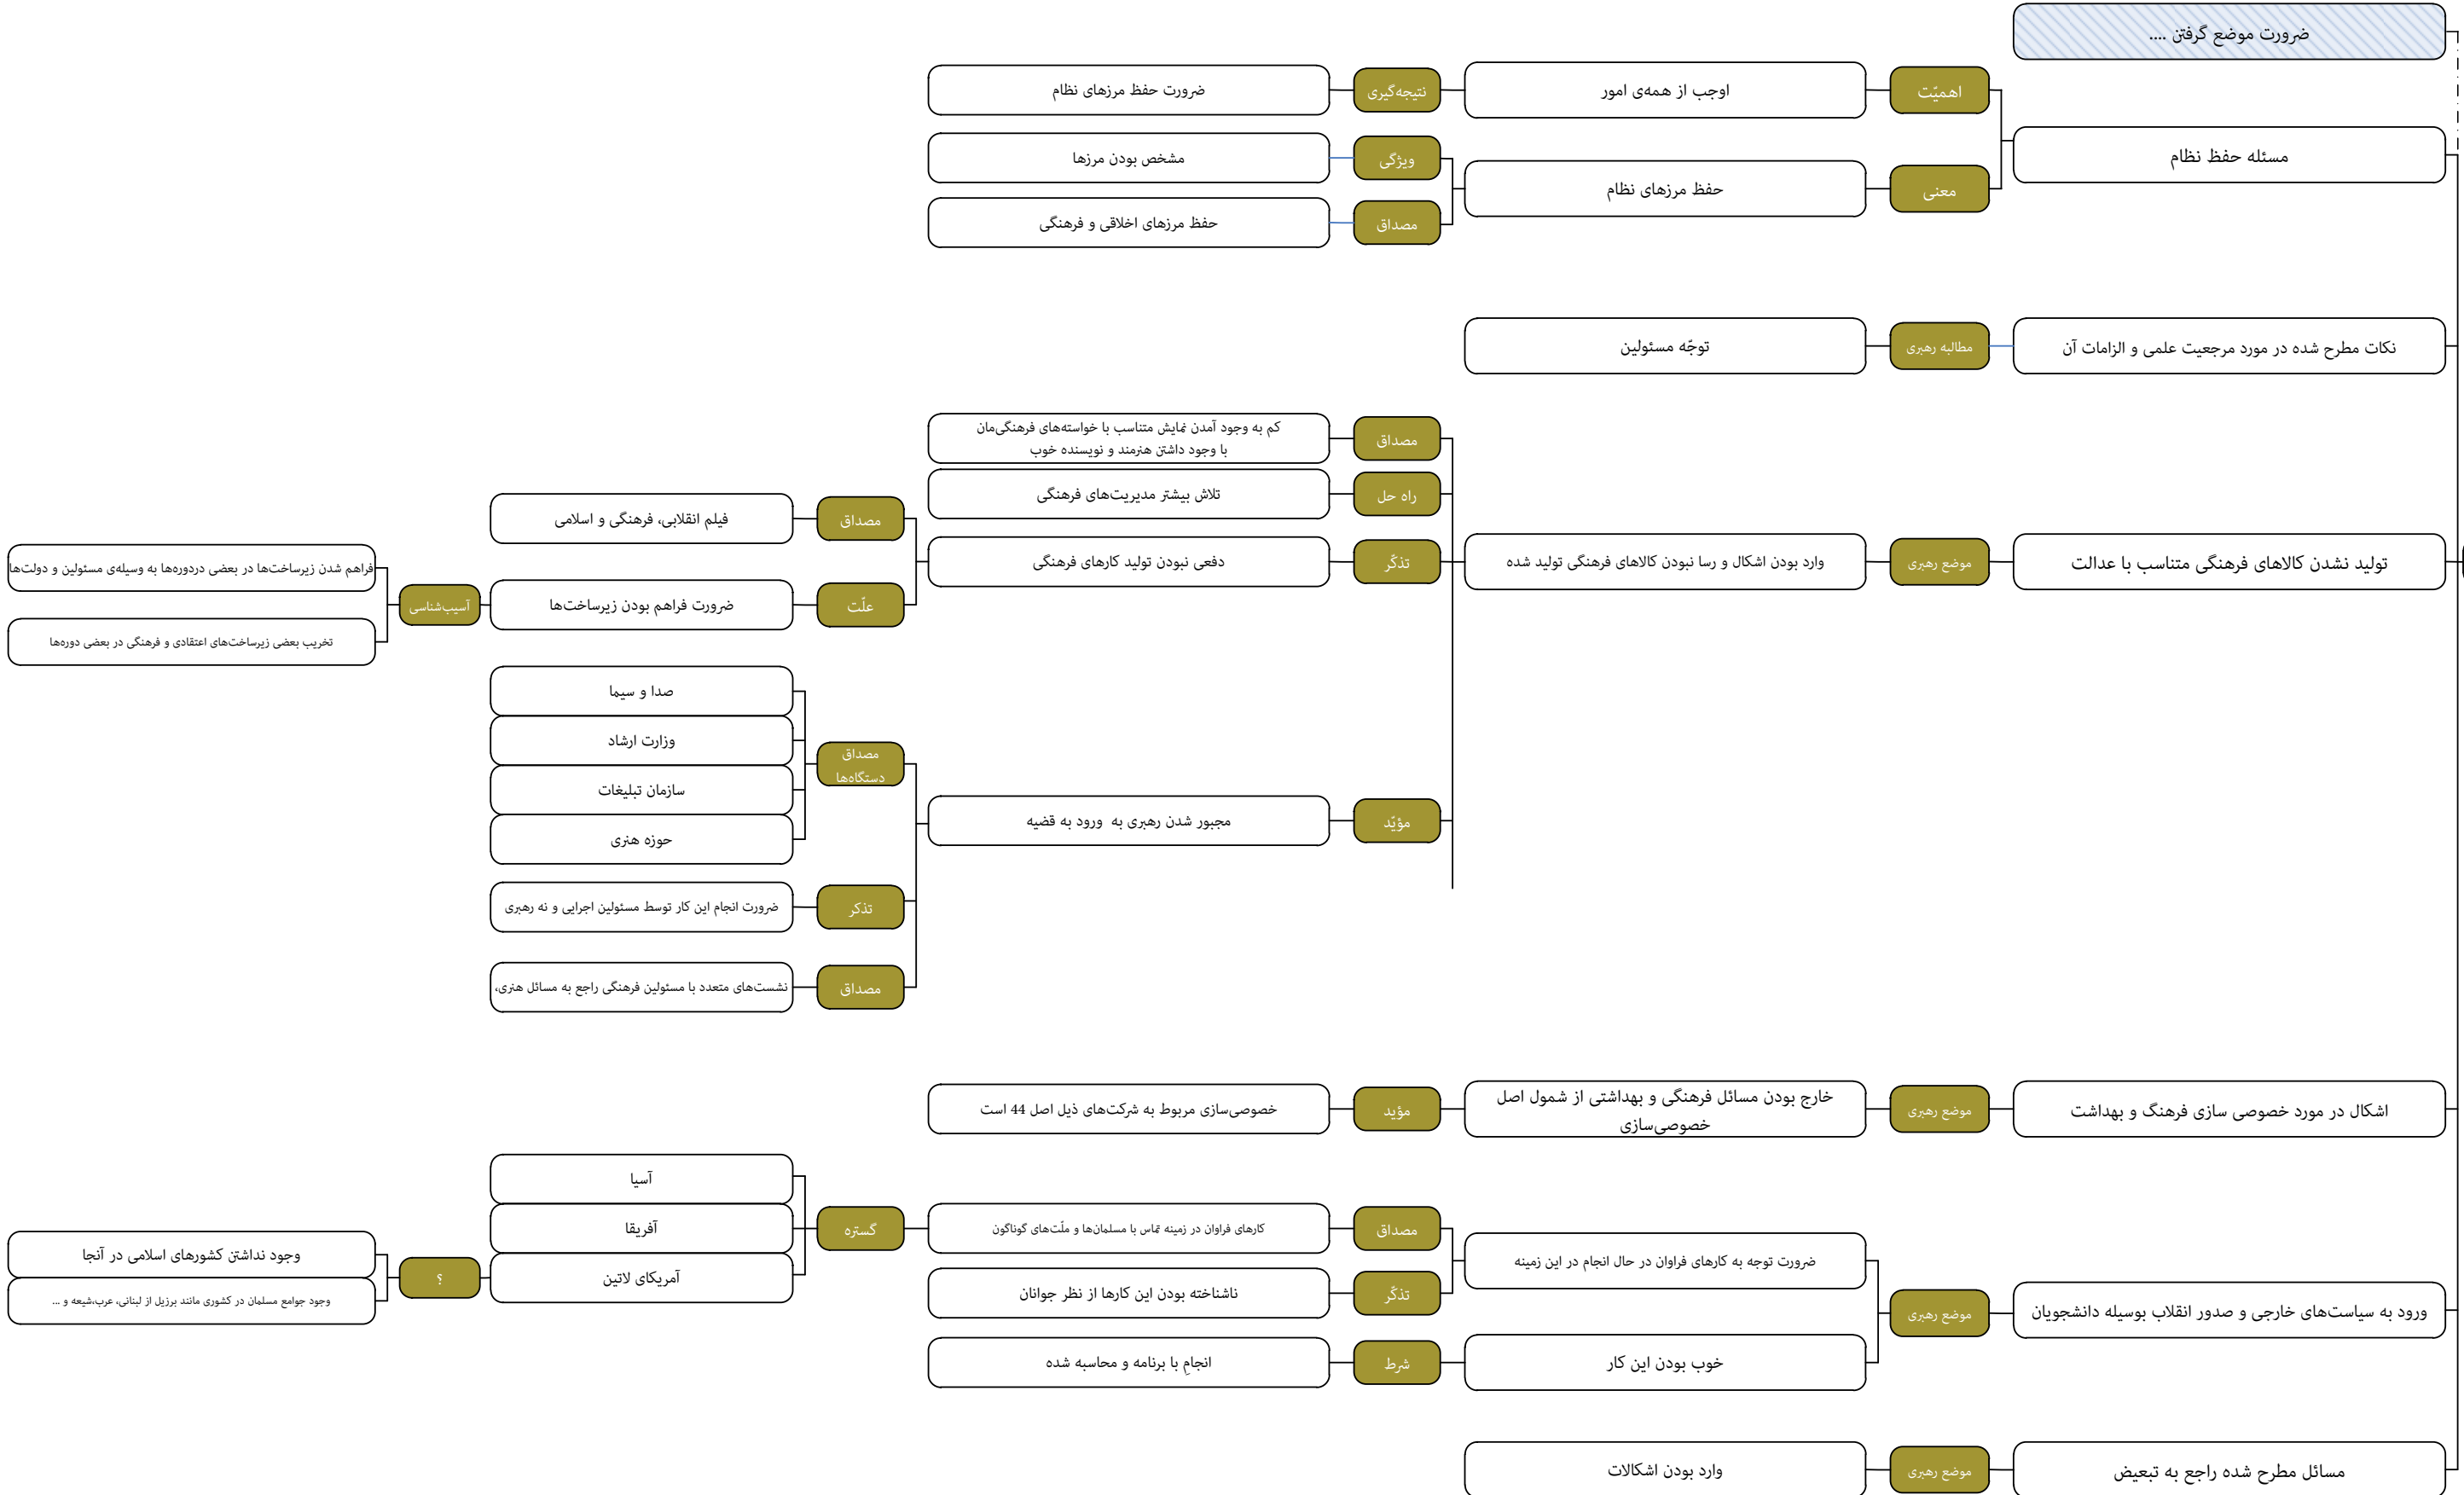 ضرورت موضع گرفتن ....
مسئله حفظ نظام
اهمیّت
اوجب از همه‌ی امور
نتیجه‌گیری
ضرورت حفظ مرزهای نظام
معنی
حفظ مرزهای نظام
ویژگی
مشخص بودن مرزها
مصداق
حفظ مرزهای اخلاقی و فرهنگی
نکات مطرح شده در مورد مرجعیت علمی و الزامات آن
مطالبه رهبری
توجّه مسئولین
تولید نشدن کالاهای فرهنگی متناسب با عدالت
موضع رهبری
وارد بودن اشکال و رسا نبودن کالاهای فرهنگی تولید شده
مصداق
کم به وجود آمدن نمایش متناسب با خواسته‌های فرهنگی‌مان
با وجود داشتن هنرمند و نویسنده خوب
راه حل
تلاش بیشتر مدیریت‌های فرهنگی
تذکّر
دفعی نبودن تولید کارهای فرهنگی
مصداق
فیلم انقلابی، فرهنگی و اسلامی
علّت
ضرورت فراهم بودن زیرساخت‌ها
آسیب‌شناسی
فراهم شدن زیرساخت‌ها در بعضی دردوره‌ها به وسیله‌ی مسئولین و دولت‌ها
تخریب بعضی زیرساخت‌های اعتقادی و فرهنگی در بعضی دوره‌ها
مؤیّد
مجبور شدن رهبری به ورود به قضیه
مصداق
دستگاه‌ها
صدا و سیما
وزارت ارشاد
سازمان تبلیغات
حوزه هنری
تذکر
ضرورت انجام این کار توسط مسئولین اجرایی و نه رهبری
مصداق
نشست‌های متعدد با مسئولین فرهنگی راجع به مسائل هنری،
اشکال در مورد خصوصی سازی فرهنگ و بهداشت
موضع رهبری
خارج بودن مسائل فرهنگی و بهداشتی از شمول اصل
خصوصی‌سازی
مؤید
خصوصی‌سازی مربوط به شرکت‌های ذیل اصل 44 است
ورود به سیاست‌های خارجی و صدور انقلاب بوسیله دانشجویان
موضع رهبری
ضرورت توجه به کارهای فراوان در حال انجام در این زمینه
مصداق
کارهای فراوان در زمینه تماس با مسلمان‌ها و ملّت‌های گوناگون
گستره
آسیا
آفریقا
آمریکای لاتین
؟
وجود نداشتن کشورهای اسلامی در آنجا
وجود جوامع مسلمان در کشوری مانند برزیل از لبنانی، عرب،شیعه و ...
تذکّر
ناشناخته بودن این کارها از نظر جوانان
خوب بودن این کار
شرط
انجامِ با برنامه و محاسبه شده
مسائل مطرح شده راجع به تبعیض
موضع رهبری
وارد بودن اشکالات